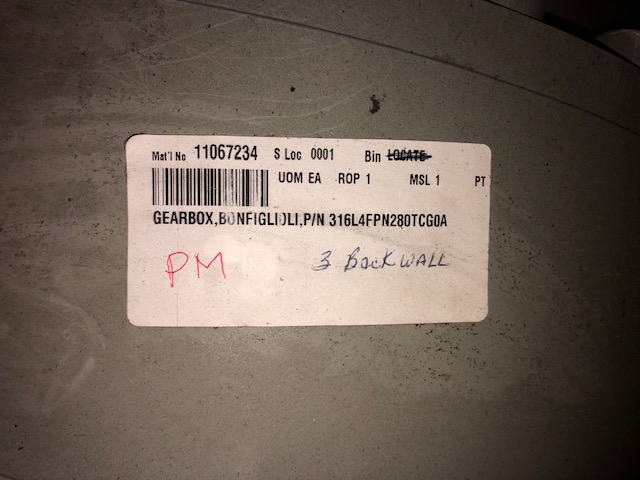 Mat'l No 11067234 S Loc 0001 Bin LOCATE
UOM EA ROP 1 MSL 1 PT
GEARBOX,BONFIGLIOLI,P/N 316L4FPN280TCG0A
PM 3 BackWALL